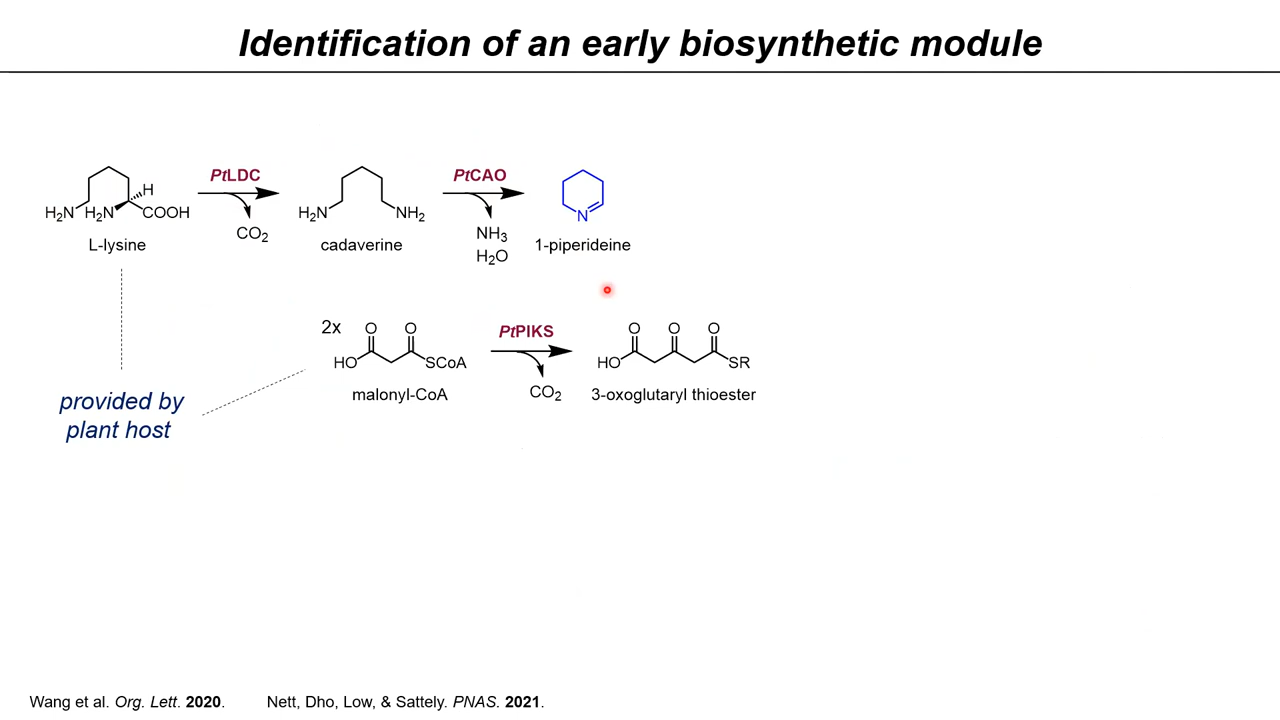 Identification of an early biosynthetic module
PtLDC
PtCAO
H
H₂N H₂N COOH
H₂N NH₂
N
CO₂
NH₃
H₂O
L-lysine
cadaverine
1-piperideine
2x
O O
HO SCoA
PtPIKS
O O O
HO SR
malonyl-CoA
CO₂
3-oxoglutaryl thioester
provided by
plant host
Wang et al. Org. Lett. 2020. Nett, Dho, Low, & Sattely. PNAS. 2021.